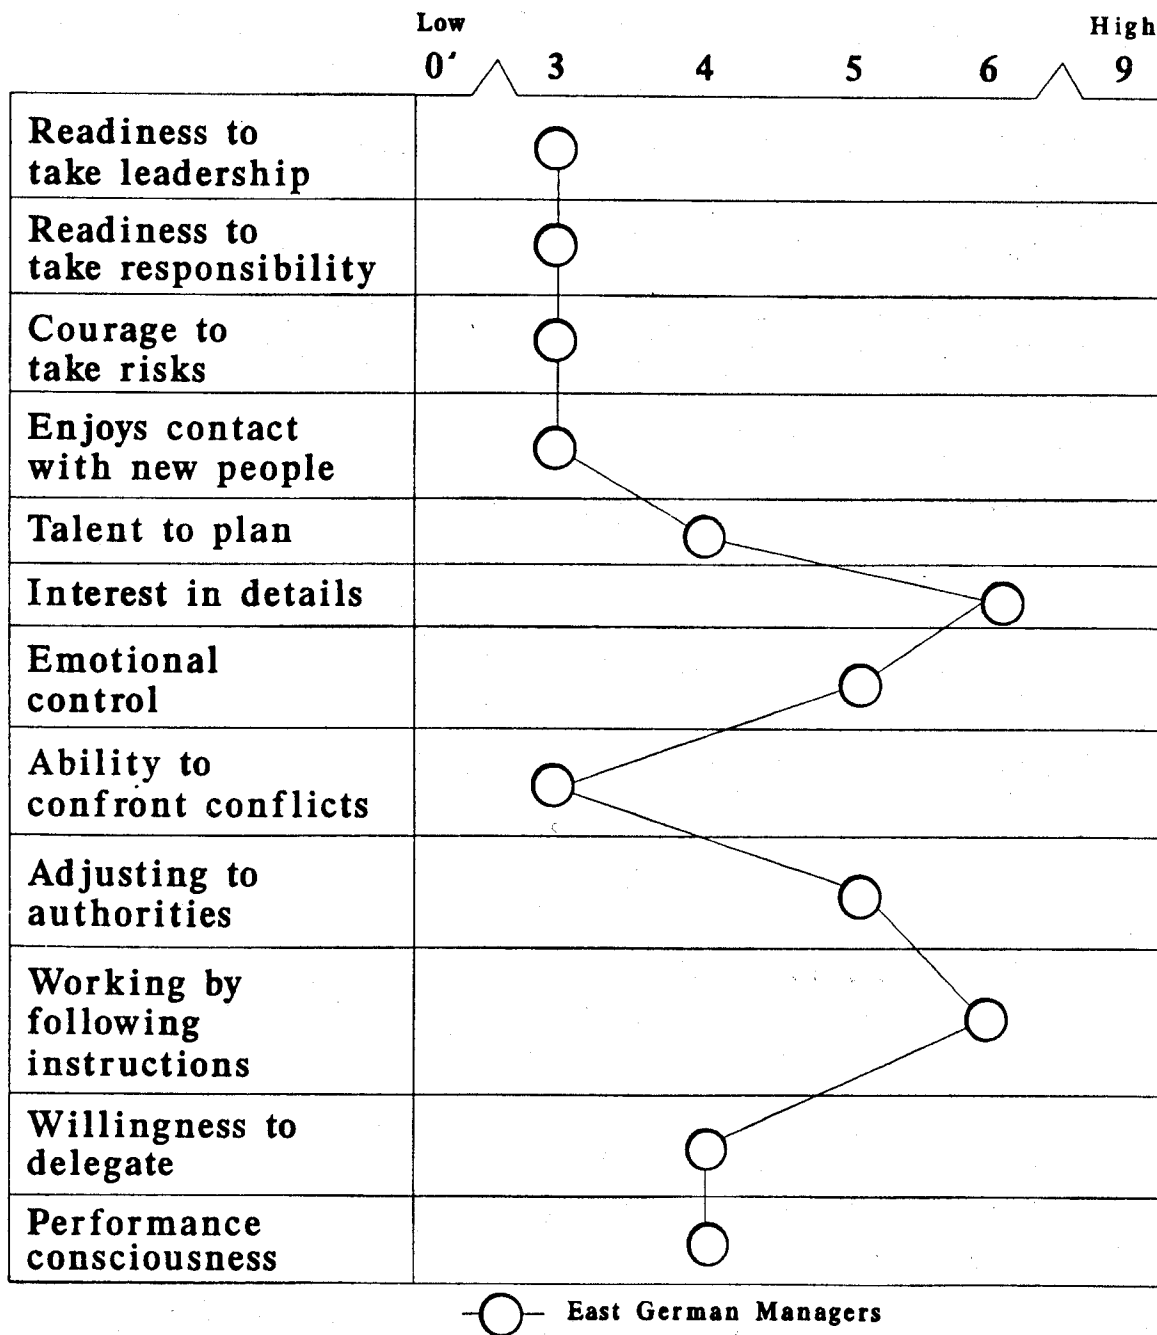 Low High
0 3 4 5 6 9
Readiness to
take leadership
Readiness to
take responsibility
Courage to
take risks
Enjoys contact
with new people
Talent to plan
Interest in details
Emotional
control
Ability to
confront conflicts
Adjusting to
authorities
Working by
following
instructions
Willingness to
delegate
Performance
consciousness
East German Managers